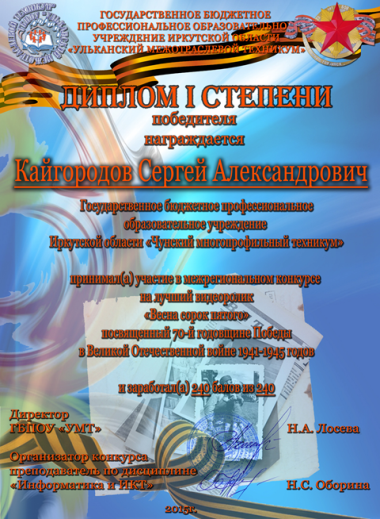 ГОСУДАРСТВЕННОЕ БЮДЖЕТНОЕ
ПРОФЕССИОНАЛЬНОЕ ОБРАЗОВАТЕЛЬНОЕ
УЧРЕЖДЕНИЕ ИРКУТСКОЙ ОБЛАСТИ
«УЛЬКАНСКИЙ МЕЖОТРАСЛЕВОЙ ТЕХНИКУМ»
ДИПЛОМ I СТЕПЕНИ
победителя
награждается
Кайгородов Сергей Александрович
Государственное бюджетное профессиональное
образовательное учреждение
Иркутской области «Чунский многопрофильный техникум»
принимал(а) участие в межрегиональном конкурсе
на лучший видеоролик
«Весна сорок пятого»
посвященный 70-й годовщине Победы
в Великой Отечественной войне 1941-1945 годов
и заработал(а) 240 балов из 240
Директор
ГБПОУ «УМТ» Н.А. Лосева
Организатор конкурса
преподаватель по дисциплине
«Информатика и ИКТ» Н.С. Оборина
2015г.